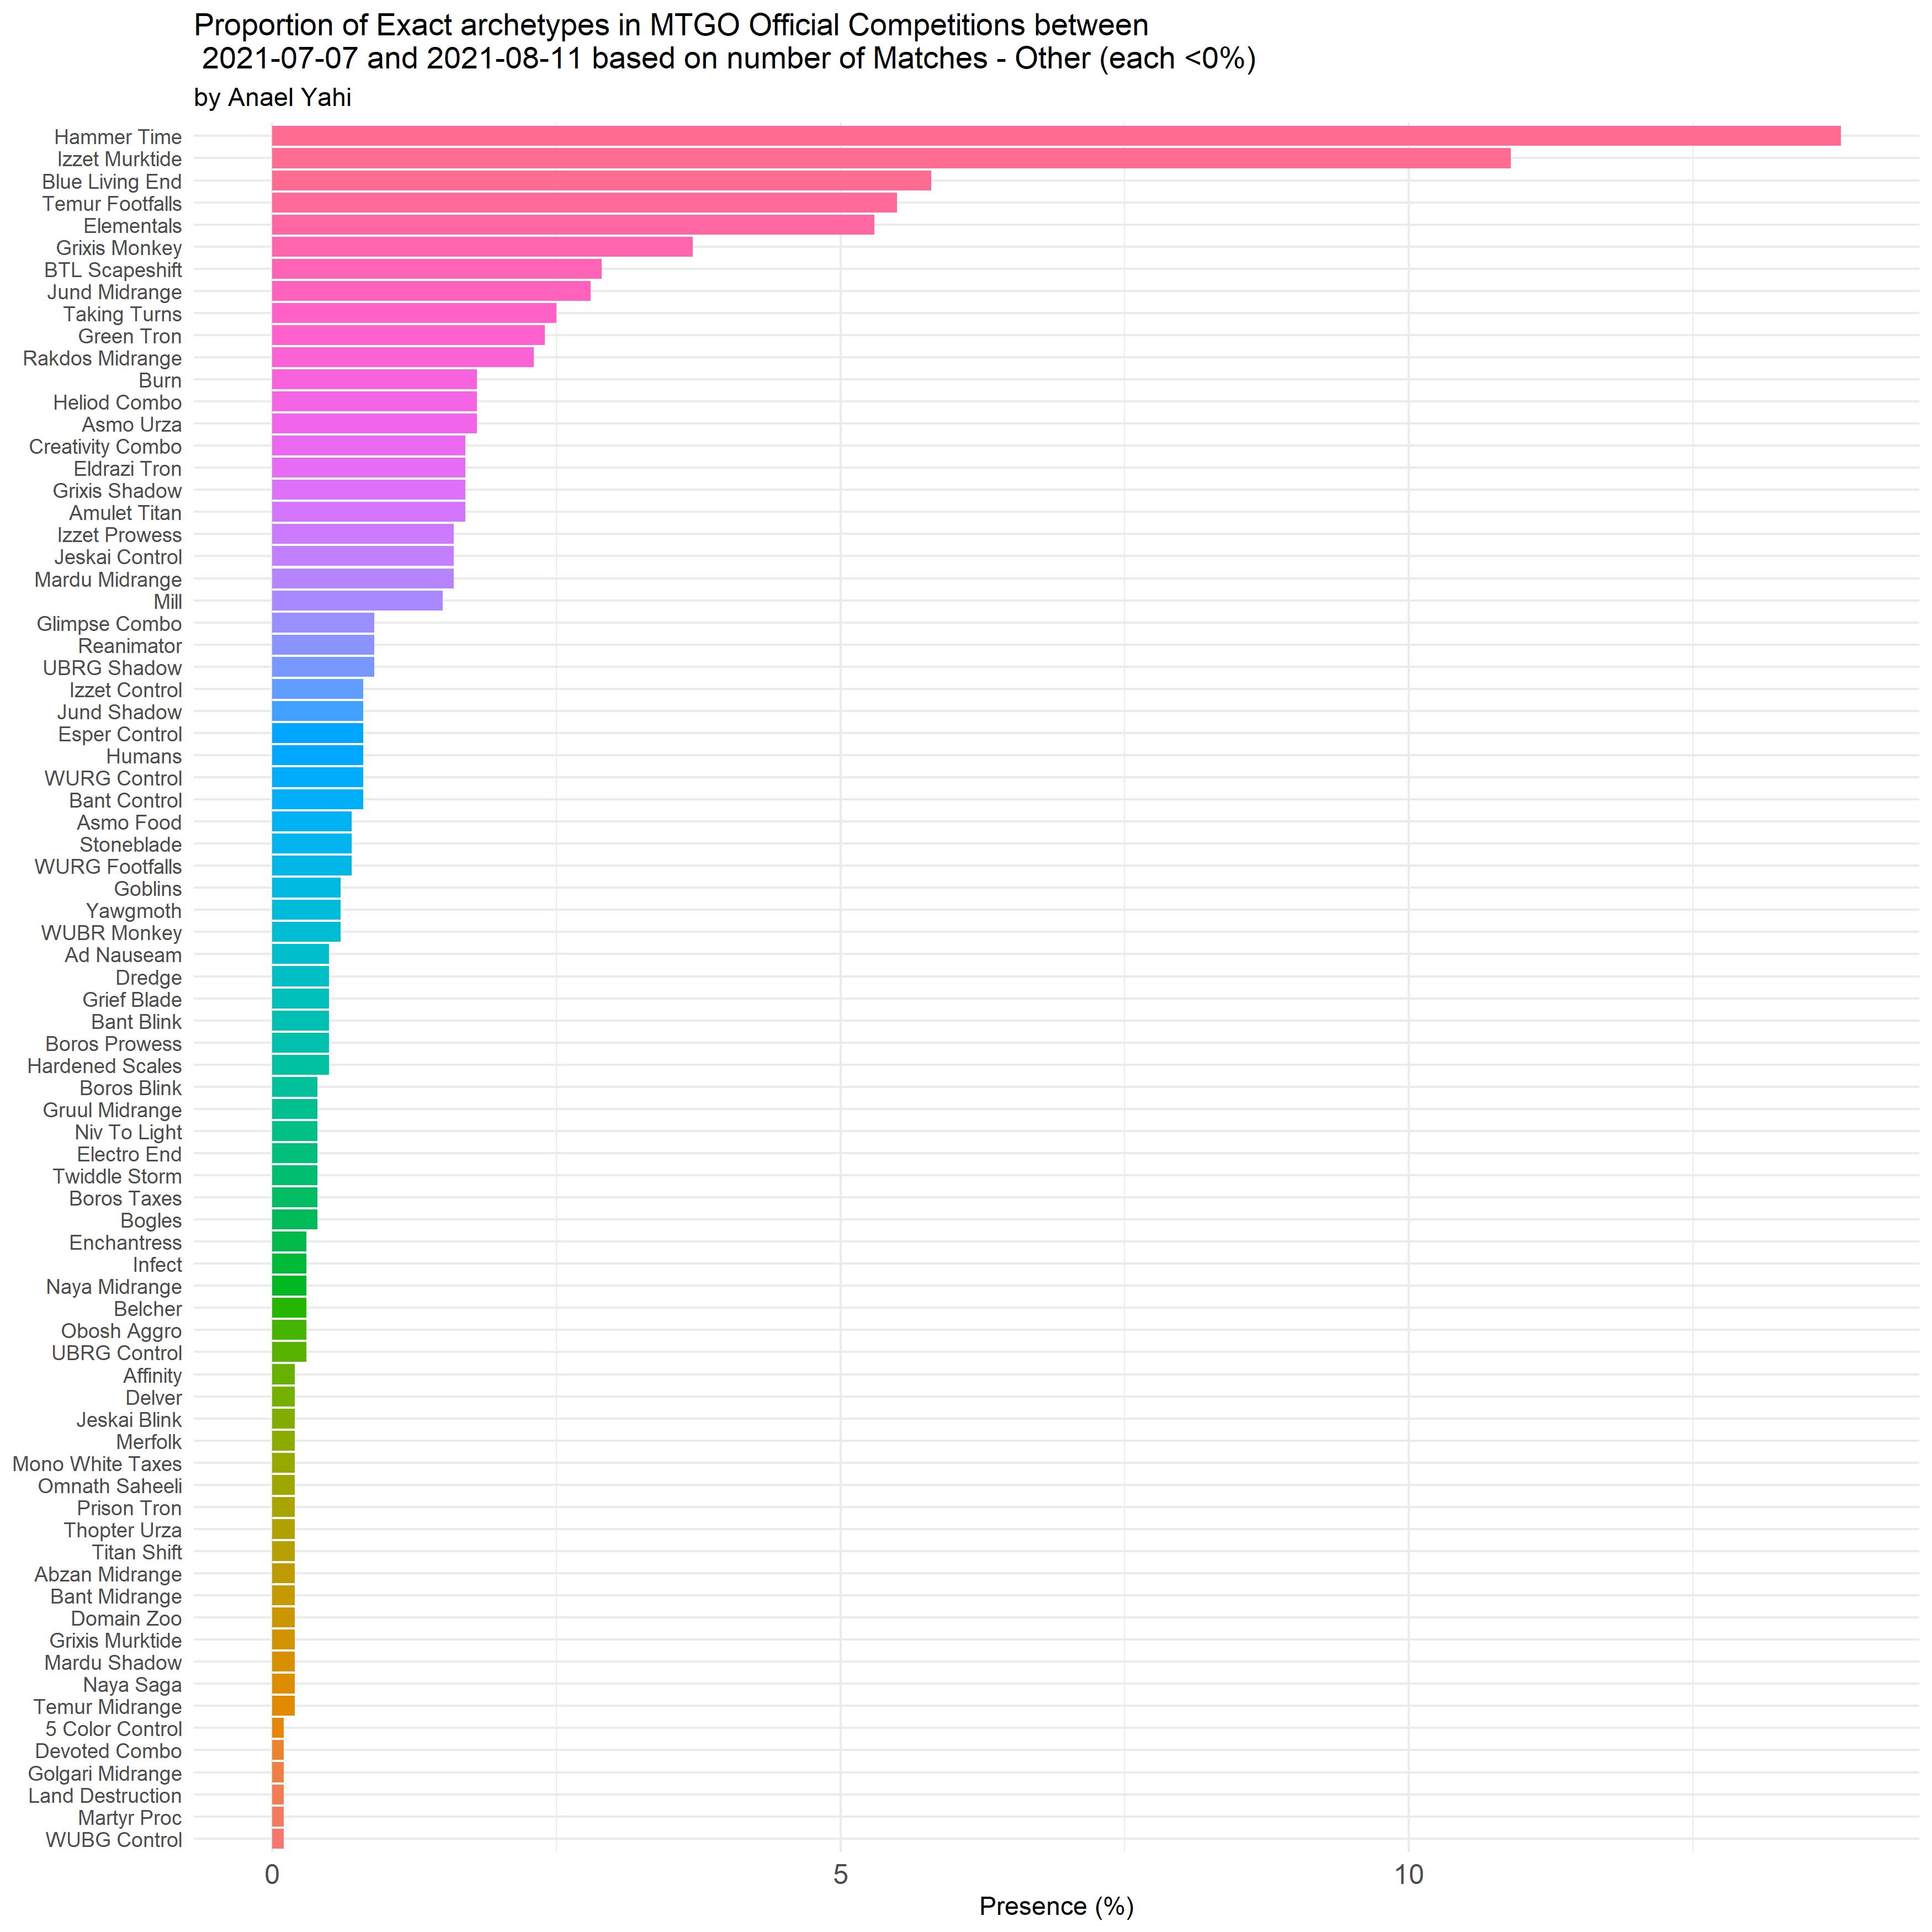 Proportion of Exact archetypes in MTGO Official Competitions between
2021-07-07 and 2021-08-11 based on number of Matches - Other (each <0%)
by Anael Yahi
Hammer Time
Izzet Murktide
Blue Living End
Temur Footfalls
Elementals
Grixis Monkey
BTL Scapeshift
Jund Midrange
Taking Turns
Green Tron
Rakdos Midrange
Burn
Heliod Combo
Asmo Urza
Creativity Combo
Eldrazi Tron
Grixis Shadow
Amulet Titan
Izzet Prowess
Jeskai Control
Mardu Midrange
Mill
Glimpse Combo
Reanimator
UBRG Shadow
Izzet Control
Jund Shadow
Esper Control
Humans
WURG Control
Bant Control
Asmo Food
Stoneblade
WURG Footfalls
Goblins
Yawgmoth
WUBR Monkey
Ad Nauseam
Dredge
Grief Blade
Bant Blink
Boros Prowess
Hardened Scales
Boros Blink
Gruul Midrange
Niv To Light
Electro End
Twiddle Storm
Boros Taxes
Bogles
Enchantress
Infect
Naya Midrange
Belcher
Obosh Aggro
UBRG Control
Affinity
Delver
Jeskai Blink
Merfolk
Mono White Taxes
Omnath Saheeli
Prison Tron
Thopter Urza
Titan Shift
Abzan Midrange
Bant Midrange
Domain Zoo
Grixis Murktide
Mardu Shadow
Naya Saga
Temur Midrange
5 Color Control
Devoted Combo
Golgari Midrange
Land Destruction
Martyr Proc
WUBG Control
0 5 10
Presence (%)